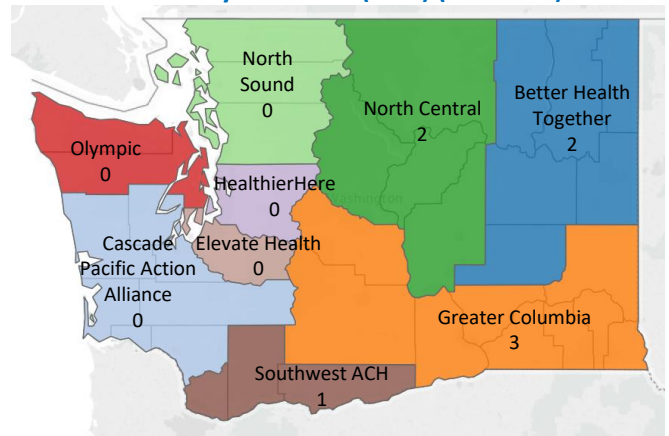 North
Sound
0
North Central
2
Better Health
Together
2
Olympic
0
HealthierHere
0
Washington
Cascade
Pacific Action
Alliance
0
Elevate Health
0
Greater Columbia
3
Southwest ACH
1